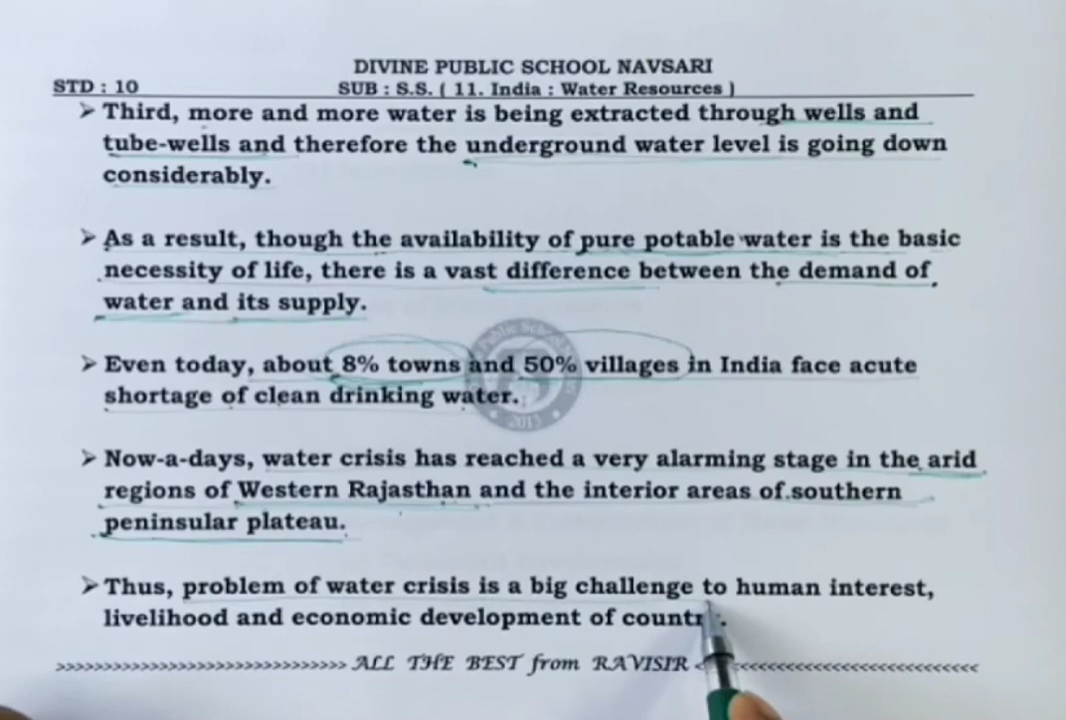 DIVINE PUBLIC SCHOOL NAVSARI
STD : 10
SUB : S.S. ( 11. India : Water Resources )
➢ Third, more and more water is being extracted through wells and
tube-wells and therefore the underground water level is going down
considerably.
➢ As a result, though the availability of pure potable water is the basic
necessity of life, there is a vast difference between the demand of
water and its supply.
➢ Even today, about 8% towns and 50% villages in India face acute
shortage of clean drinking water.
➢ Now-a-days, water crisis has reached a very alarming stage in the arid
regions of Western Rajasthan and the interior areas of southern
peninsular plateau.
➢ Thus, problem of water crisis is a big challenge to human interest,
livelihood and economic development of
>>>>>>>>>>>>>>>>>>>>>>>>>>>>>> ALL THE BEST from RAVISIR <<<<<<<<<<<<<<<<<<<<<<<<<<<<<
Public School
2013